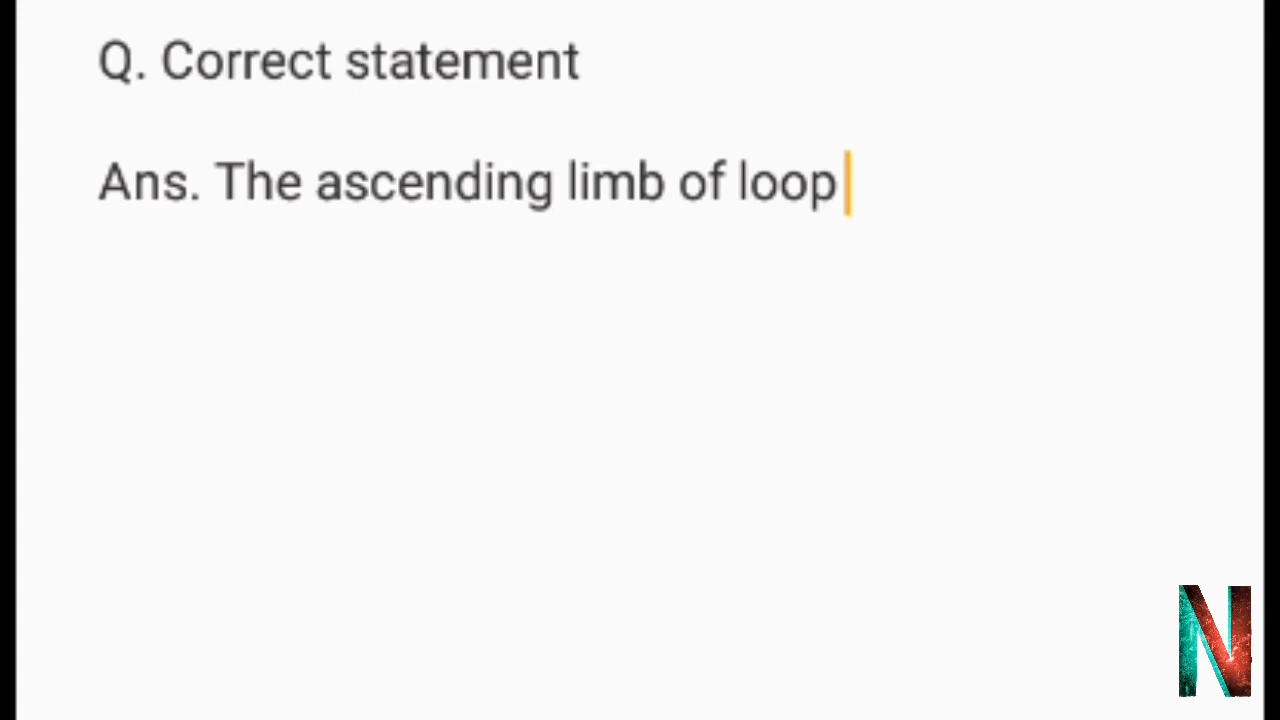 Q. Correct statement
Ans. The ascending limb of loop
N